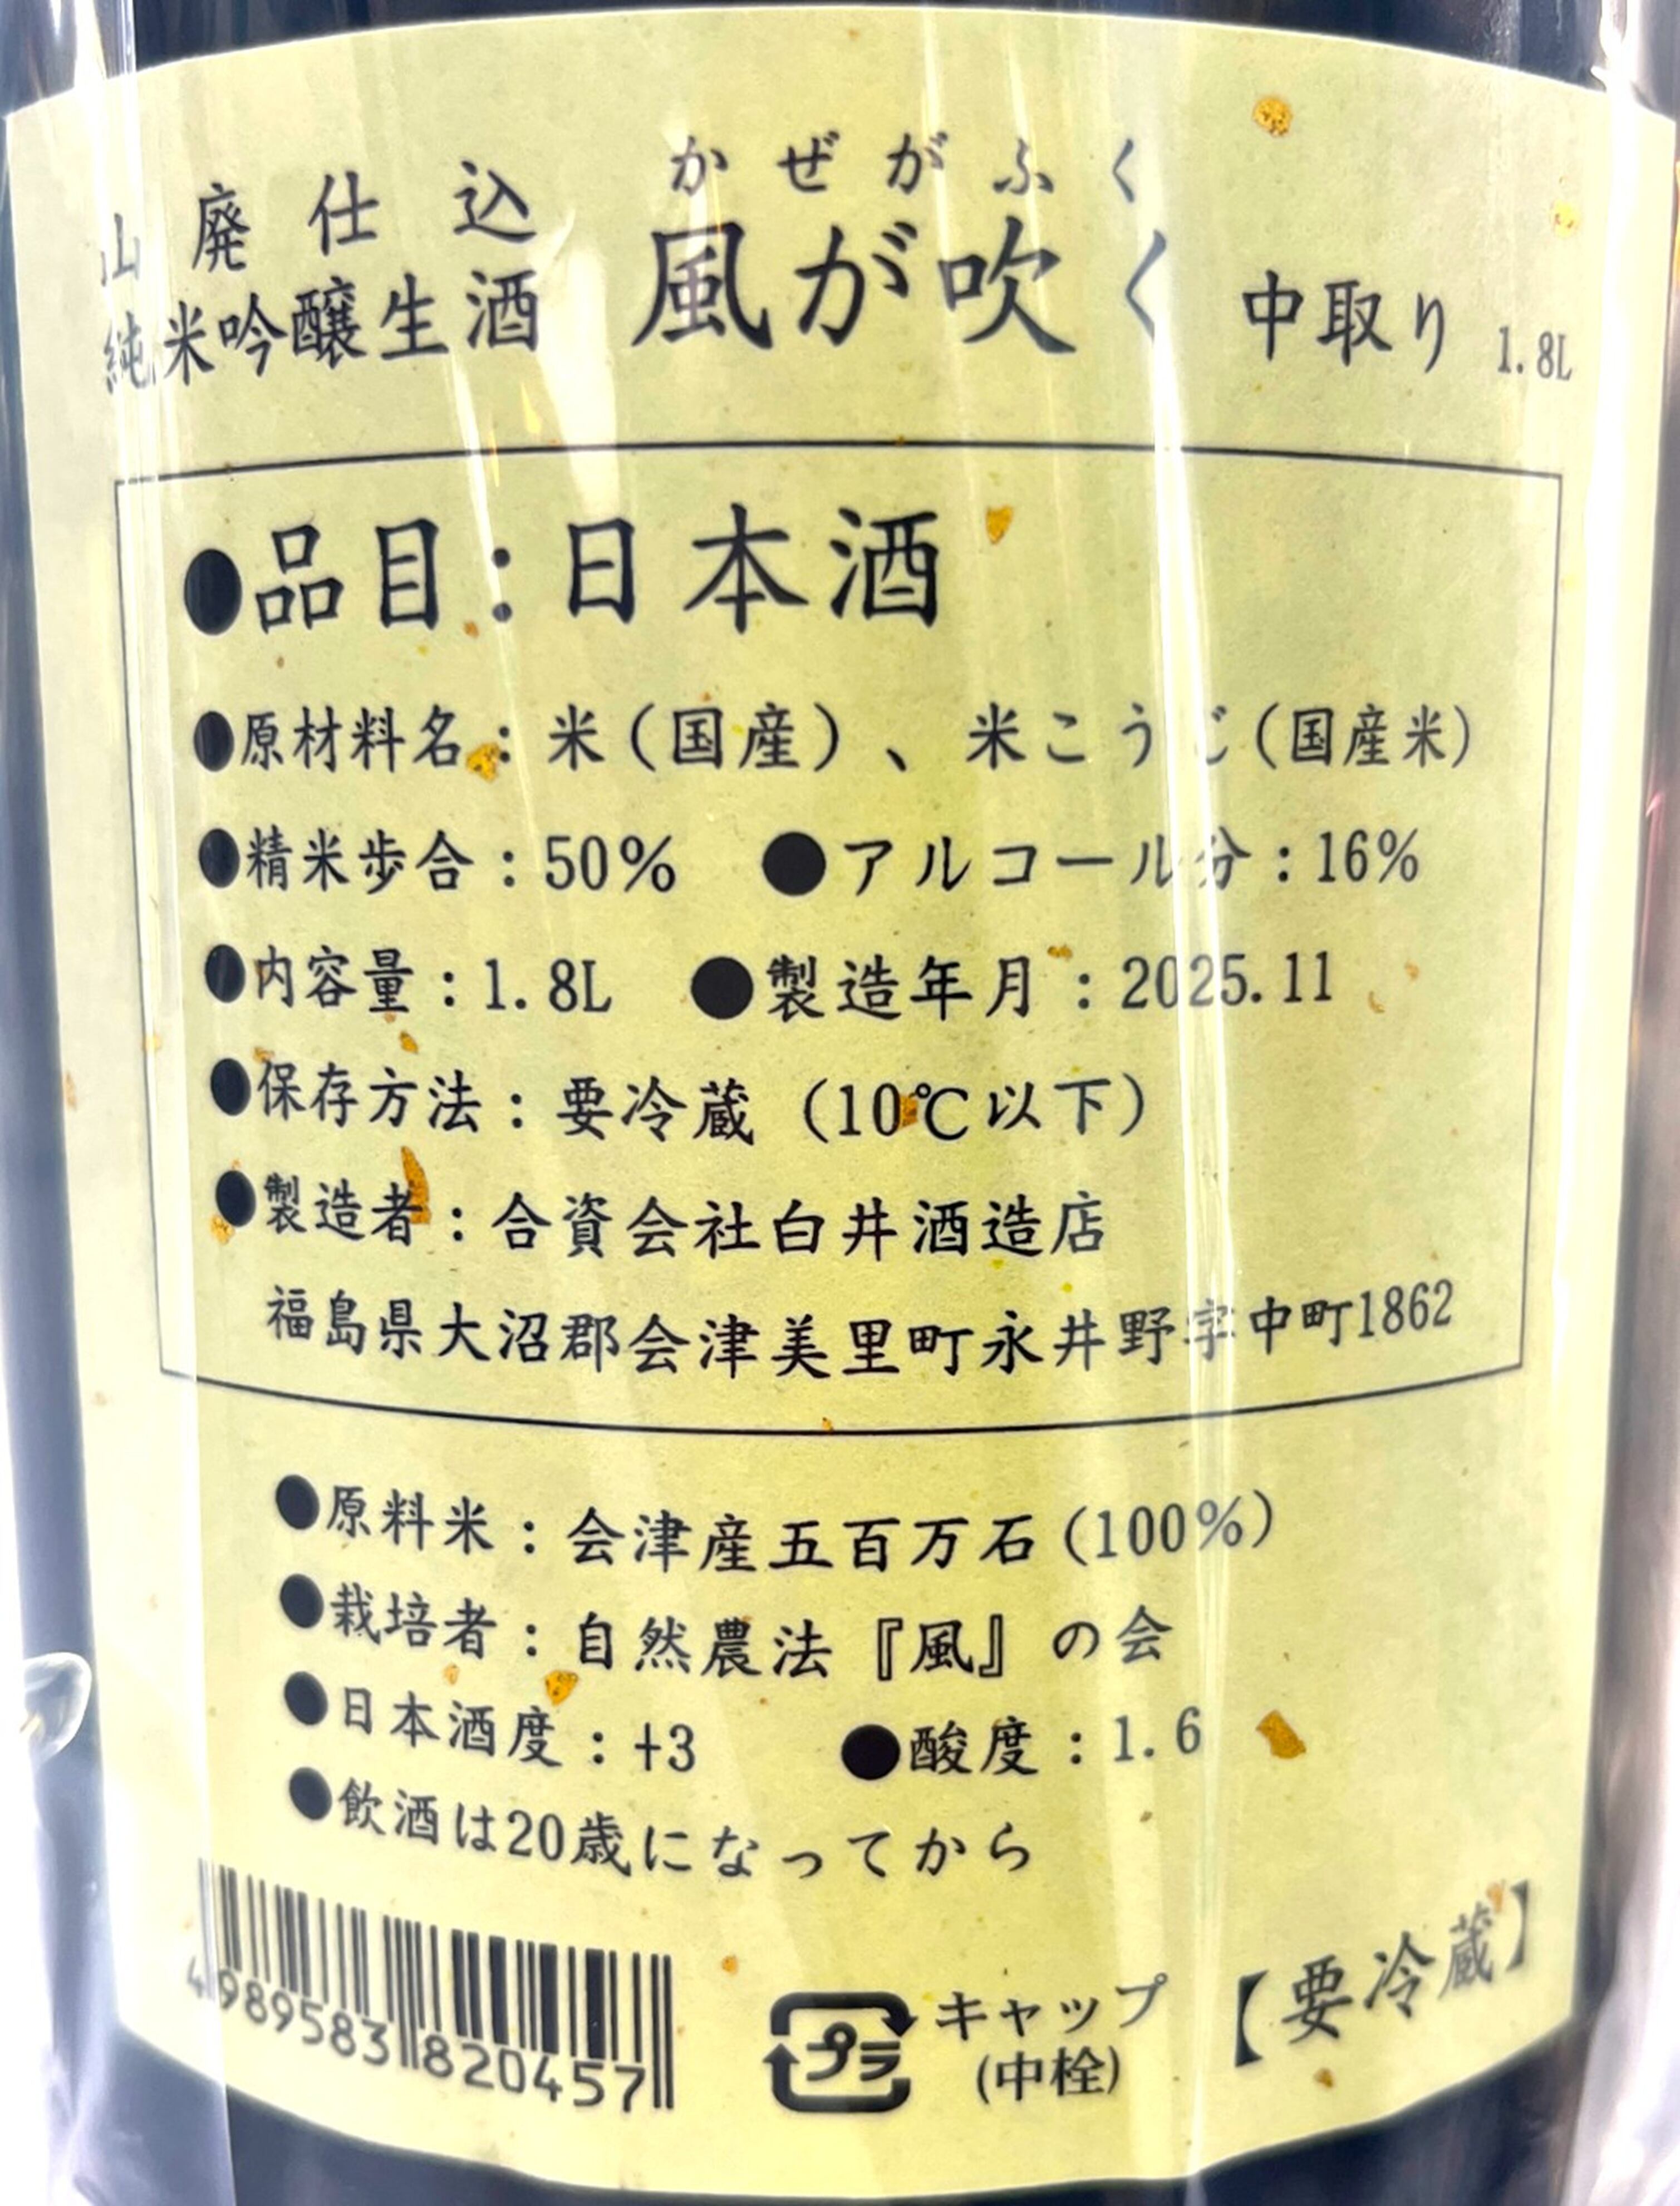 かぜがふく
山廃仕込
純米吟醸生酒 風が吹く 中取り 1.8L
●品目:日本酒
●原材料名:米(国産)、米こうじ(国産米)
●精米歩合:50% ●アルコール分:16%
●内容量:1.8L ●製造年月:2025.11
●保存方法:要冷蔵(10℃以下)
●製造者:合資会社白井酒造店
福島県大沼郡会津美里町永井野字中町1862
●原料米:会津産五百万石(100%)
●栽培者:自然農法『風』の会
●日本酒度:+3 ●酸度:1.6
●飲酒は20歳になってから
4989583820457
プラ
キャップ
(中栓)
【要冷蔵】